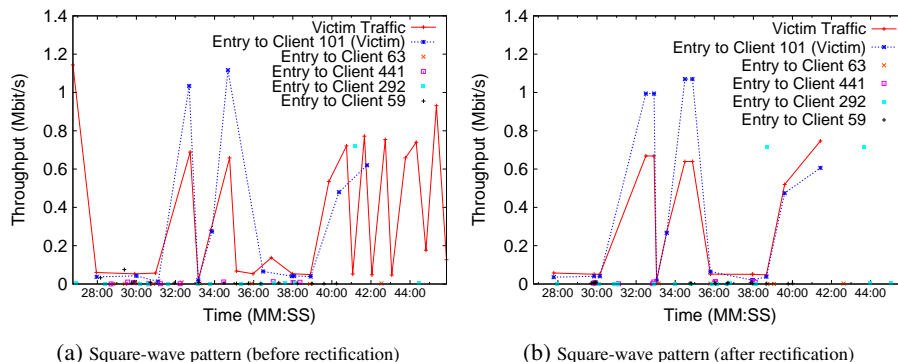 1.4
1.2
1
0.8
0.6
0.4
0.2
0
Throughput (Mbit/s)
Victim Traffic
Entry to Client 101 (Victim)
Entry to Client 63
Entry to Client 441
Entry to Client 292
Entry to Client 59
28:00 30:00 32:00 34:00 36:00 38:00 40:00 42:00 44:00
Time (MM:SS)
(a) Square-wave pattern (before rectification)
1.4
1.2
1
0.8
0.6
0.4
0.2
0
Throughput (Mbit/s)
Victim Traffic
Entry to Client 101 (Victim)
Entry to Client 63
Entry to Client 441
Entry to Client 292
Entry to Client 59
28:00 30:00 32:00 34:00 36:00 38:00 40:00 42:00 44:00
Time (MM:SS)
(b) Square-wave pattern (after rectification)